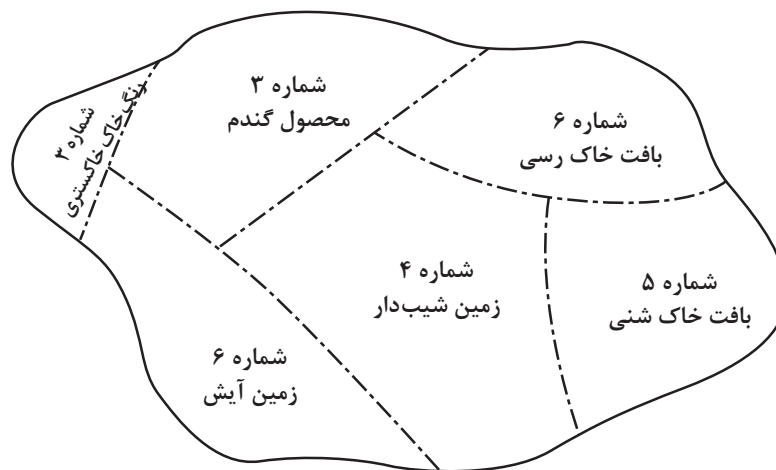 شماره ۶
بافت خاک رسی
شماره ۳
محصول گندم
شماره ۳
رنگ خاک خاکستری
شماره ۵
بافت خاک شنی
شماره ۴
زمین شیب‌دار
شماره ۶
زمین آیش